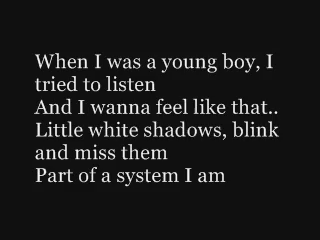 When I was a young boy, I
tried to listen
And I wanna feel like that..
Little white shadows, blink
and miss them
Part of a system I am